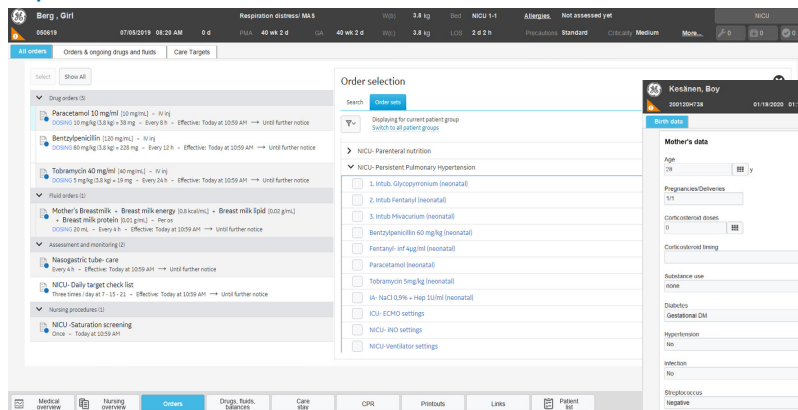 Berg , Girl
Respiration distress/ MAS
W(b) 3.8 kg
Bed NICU 1-1
Allergies Not assessed yet
NICU
050619
07/05/2019 08:20 AM 0 d
PMA 40 wk 2 d
GA 40 wk 2 d
W(c) 3.8 kg
LOS 2 d 2 h
Precautions Standard
Criticality Medium
More...
0
0
0
All orders
Orders & ongoing drugs and fluids
Care Targets
Select
Show All
Drug orders (3)
Paracetamol 10 mg/ml [10 mg/mL] - IV inj
DOSING 10 mg/kg (3.8 kg) = 38 mg - Every 8 h - Effective: Today at 10:59 AM → Until further notice
Bentzylpenicillin [120 mg/mL] - IV inj
DOSING 60 mg/kg (3.8 kg) = 228 mg - Every 12 h - Effective: Today at 10:59 AM → Until further notice
Tobramycin 40 mg/ml [40 mg/mL] - IV inj
DOSING 5 mg/kg (3.8 kg) = 19 mg - Every 24 h - Effective: Today at 10:59 AM → Until further notice
Fluid orders (1)
Mother's Breastmilk + Breast milk energy [0.8 kcal/mL] + Breast milk lipid [0.02 g/mL]
+ Breast milk protein [0.01 g/mL] - Per os
DOSING 20 mL - Every 4 h - Effective: Today at 10:59 AM → Until further notice
Assessment and monitoring (2)
Nasogastric tube- care
Every 4 h - Effective: Today at 10:59 AM → Until further notice
NICU- Daily target check list
Three times / day at 7 - 15 - 21 - Effective: Today at 10:59 AM → Until further notice
Nursing procedures (1)
NICU -Saturation screening
Once - Today at 10:59 AM
Order selection
Search
Order sets
Displaying for current patient group
Switch to all patient groups
NICU- Parenteral nutrition
NICU- Persistent Pulmonary Hypertension
1. Intub. Glycopyrronium (neonatal)
2. Intub Fentanyl (neonatal)
3. Intub Mivacurium (neonatal)
Bentzylpenicillin 60 mg/kg (neonatal)
Fentanyl- inf 4µg/ml (neonatal)
Paracetamol (neonatal)
Tobramycin 5mg/kg (neonatal)
IA- NaCl 0,9% + Hep 1U/ml (neonatal)
ICU- ECMO settings
NICU- iNO settings
NICU-Ventilator settings
Kesänen, Boy
200120H738
01/19/2020 01:
Birth data
Mother's data
Age
28
y
Pregnancies/Deliveries
1/1
Corticosteroid doses
0
Corticosteroid timing
Substance use
none
Diabetes
Gestational DM
Hypertension
No
Infection
No
Streptococcus
Negative
Medical overview
Nursing overview
Orders
Drugs, fluids, balances
Care stay
CPR
Printouts
Links
Patient list